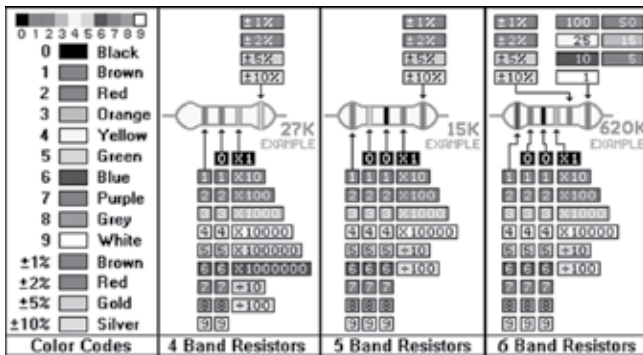 0 1 2 3 4 5 6 7 8 9
0 Black
1 Brown
2 Red
3 Orange
4 Yellow
5 Green
6 Blue
7 Purple
8 Grey
9 White
±1% Brown
±2% Red
±5% Gold
±10% Silver
Color Codes
±1%
±2%
±5%
±10%
27K
EXAMPLE
0 X1
1 1 X10
2 2 X100
3 3 X1000
4 4 X10000
5 5 X100000
6 6 X1000000
7 7 ÷10
8 8 ÷100
9 9
4 Band Resistors
±1%
±2%
±5%
±10%
15K
EXAMPLE
0 0 X1
1 1 1 X10
2 2 2 X100
3 3 3 X1000
4 4 4 X10000
5 5 5 ÷10
6 6 6 ÷100
7 7 7
8 8 8
9 9 9
5 Band Resistors
±1% 100 50
±2% 25 15
±5% 10 5
±10% 1
620K
EXAMPLE
0 0 X1
1 1 1 X10
2 2 2 X100
3 3 3 X1000
4 4 4 X10000
5 5 5 ÷10
6 6 6 ÷100
7 7 7
8 8 8
9 9 9
6 Band Resistors